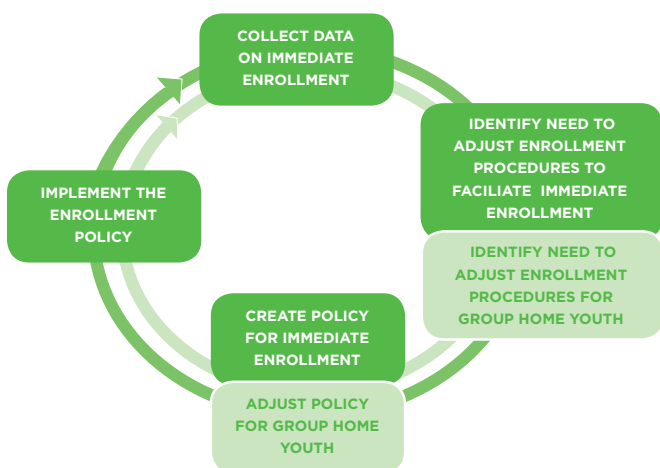 COLLECT DATA
ON IMMEDIATE
ENROLLMENT
IDENTIFY NEED TO
ADJUST ENROLLMENT
PROCEDURES TO
FACILIATE IMMEDIATE
ENROLLMENT
IDENTIFY NEED TO
ADJUST ENROLLMENT
PROCEDURES FOR
GROUP HOME YOUTH
CREATE POLICY
FOR IMMEDIATE
ENROLLMENT
ADJUST POLICY
FOR GROUP HOME
YOUTH
IMPLEMENT THE
ENROLLMENT
POLICY